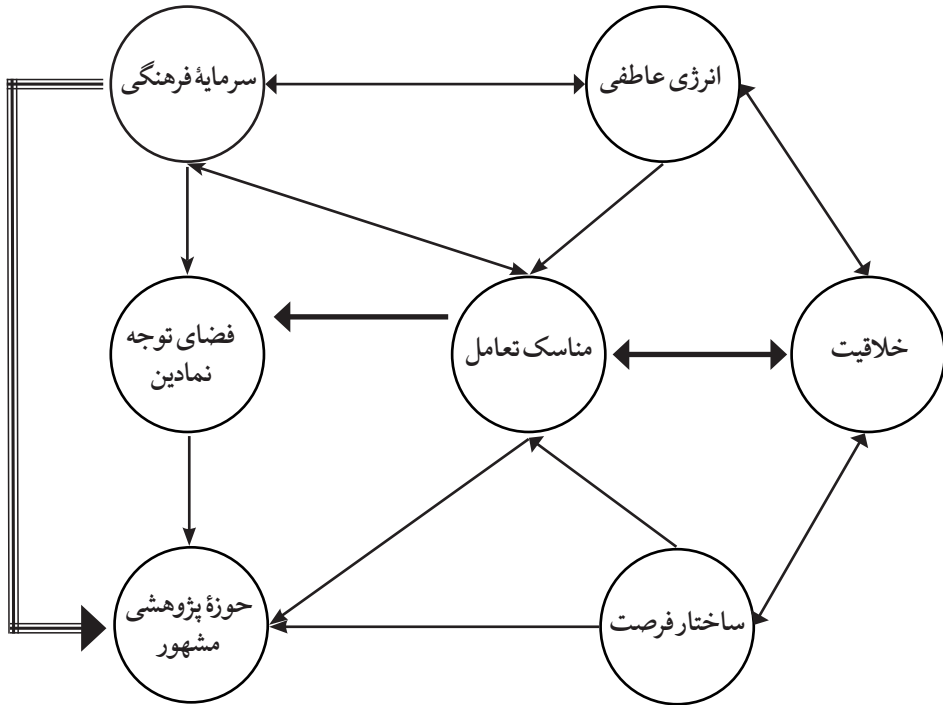 انرژی عاطفی
سرمایهٔ فرهنگی
خلاقیت
مناسک تعامل
فضای توجه
نمادین
ساختار فرصت
حوزهٔ پژوهشی
مشهور